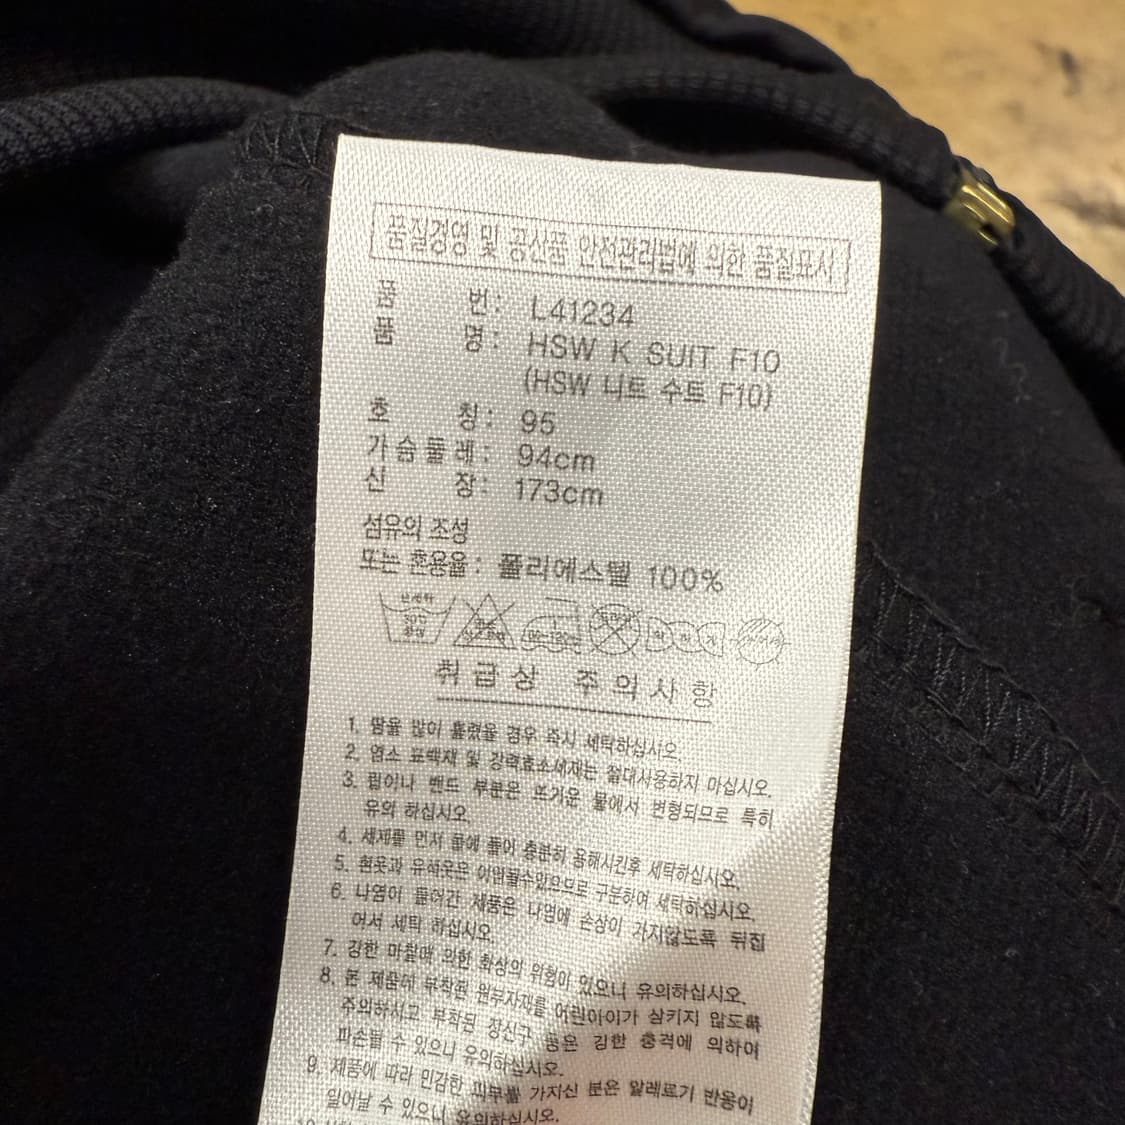 품질경영 및 공산품 안전관리법에 의한 품질표시
품 번: L41234
품 명: HSW K SUIT F10
(HSW 니트 수트 F10)
호 칭: 95
가슴둘레: 94cm
신 장: 173cm
섬유의 조성
또는 혼용율: 폴리에스텔 100%
취급상 주의사항
1. 땀을 많이 흘렸을 경우 즉시 세탁하십시오.
2. 염소 표백재 및 강력효소세재는 절대사용하지 마십시오.
3. 립이나 밴드 부분은 뜨거운 물에서 변형되므로 특히
유의 하십시오.
4. 세제를 먼저 물에 풀어 충분히 용해시킨후 세탁하십시오.
5. 흰옷과 유색옷은 이염될수있으므로 구분하여 세탁하십시오.
6. 나염이 들어간 제품은 나염에 손상이 가지않도록 뒤집
어서 세탁 하십시오.
7. 강한 마찰에 의한 화상의 위험이 있으니 유의하십시오.
8. 본 제품에 부착된 원부자재를 어린아이가 삼키지 않도록
주의하시고 부착된 장신구 등은 강한 충격에 의하여
파손될 수 있으니 유의하십시오.
9. 제품에 따라 민감한 피부를 가지신 분은 알레르기 반응이
일어날 수 있으니 유의하십시오.